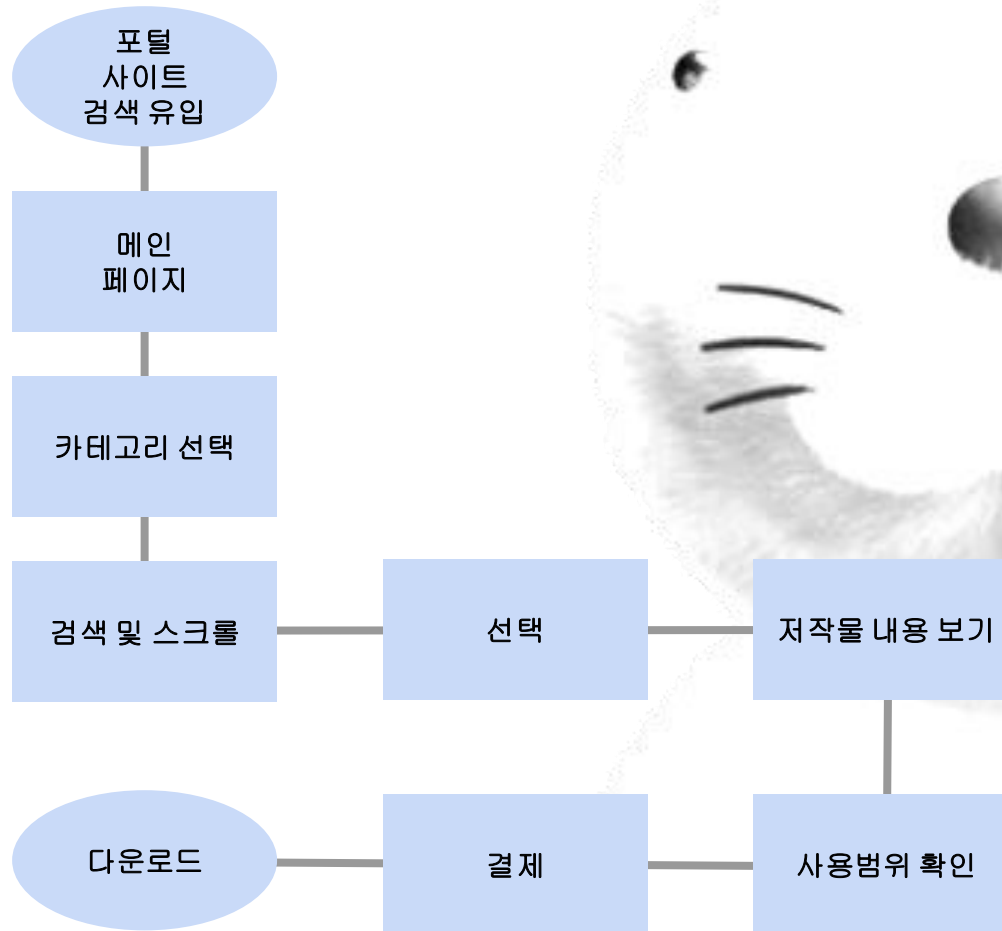 포털
사이트
검색 유입
메인
페이지
카테고리 선택
검색 및 스크롤
선택
저작물 내용 보기
사용범위 확인
결제
다운로드